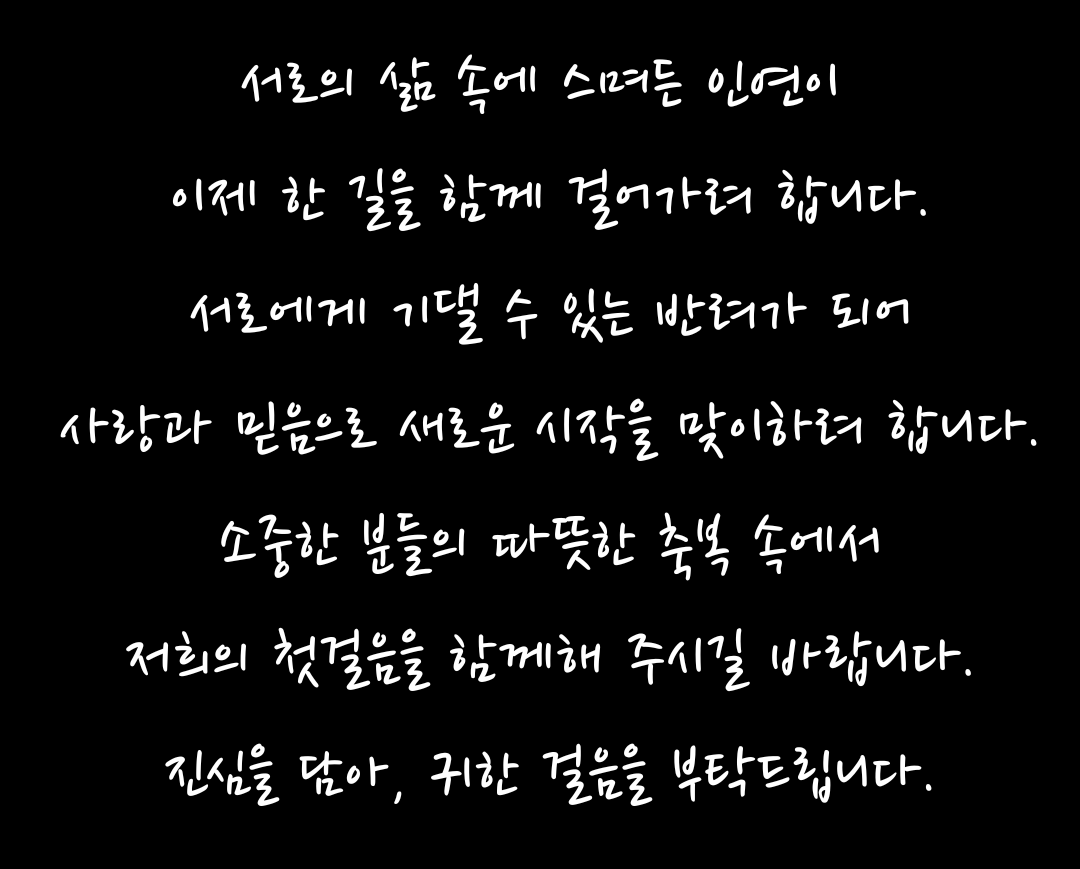 서로의 삶 속에 스며든 인연이
이제 한 길을 함께 걸어가려 합니다.
서로에게 기댈 수 있는 반려가 되어
사랑과 믿음으로 새로운 시작을 맞이하려 합니다.
소중한 분들의 따뜻한 축복 속에서
저희의 첫걸음을 함께해 주시길 바랍니다.
진심을 담아, 귀한 걸음을 부탁드립니다.